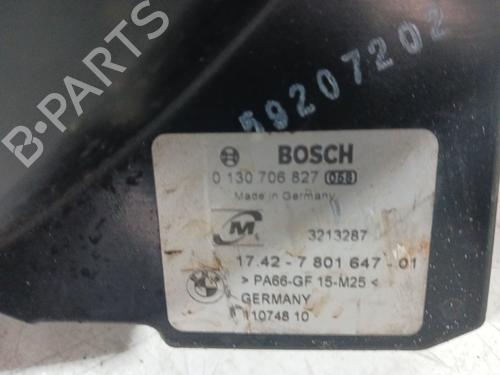 59207202
BOSCH
0 130 706 827 068
Made in Germany
M
3213287
17.42 - 7 801 647 - 01
> PA66-GF 15-M25 <
GERMANY
110748 10
B-Parts